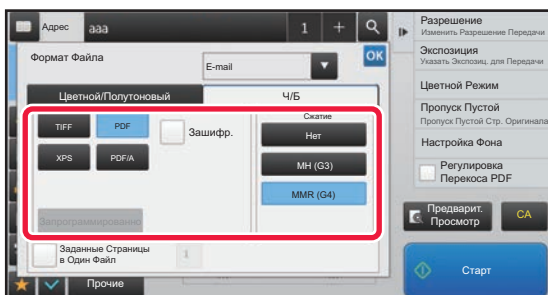 Адрес
aaa
1
Формат Файла
E-mail
OK
Цветной/Полутоновый
Ч/Б
TIFF
PDF
Зашифр.
XPS
PDF/A
Запрограммированно
Сжатие
Нет
MH (G3)
MMR (G4)
Заданные Страницы
в Один Файл
1
Прочие
Разрешение
Изменить Разрешение Передачи
Экспозиция
Указать Экспозиц. для Передачи
Цветной Режим
Пропуск Пустой
Пропуск Пустой Стр. Оригинала
Настройка Фона
Регулировка
Перекоса PDF
Предварит.
Просмотр
CA
Старт